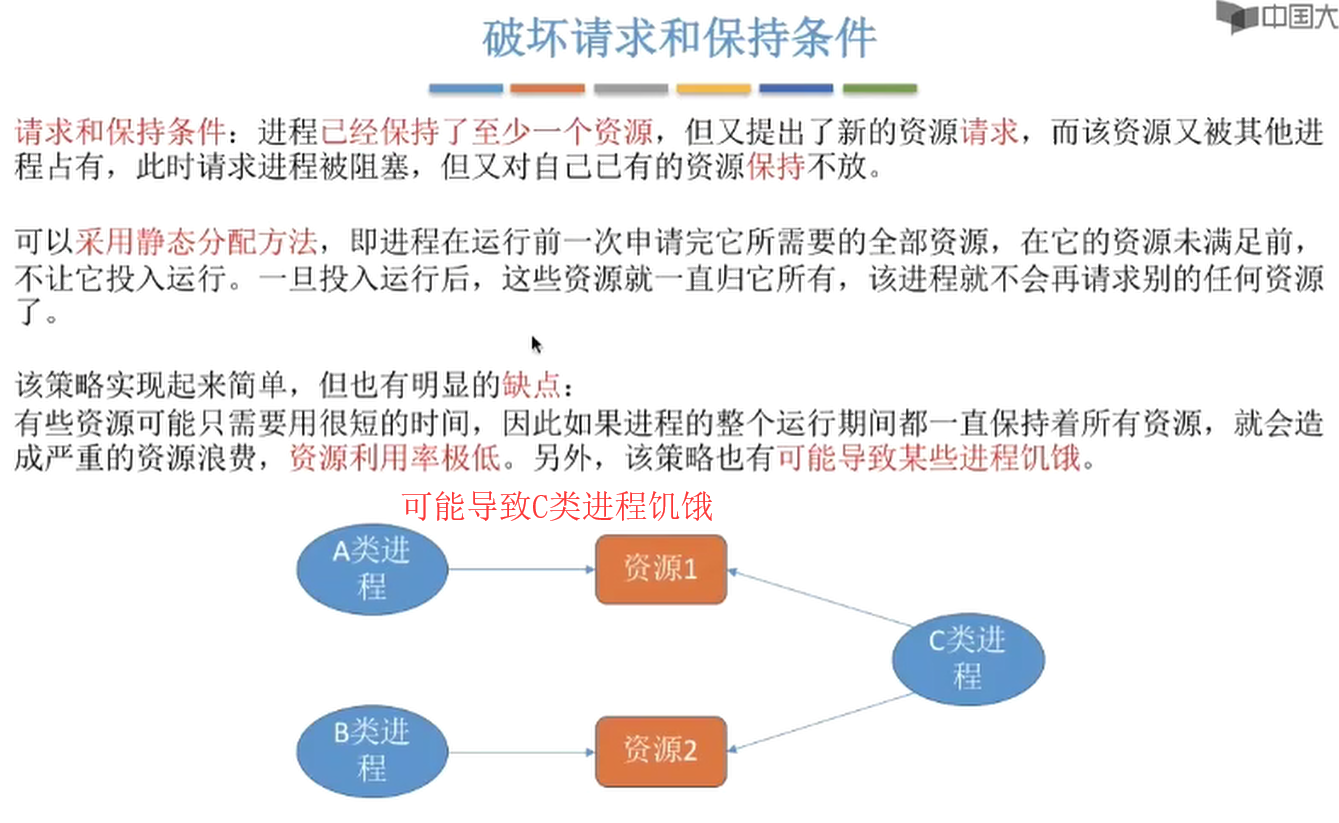 中国大
破坏请求和保持条件
请求和保持条件：进程已经保持了至少一个资源，但又提出了新的资源请求，而该资源又被其他进
程占有，此时请求进程被阻塞，但又对自己已有的资源保持不放。
可以采用静态分配方法，即进程在运行前一次申请完它所需要的全部资源，在它的资源未满足前，
不让它投入运行。一旦投入运行后，这些资源就一直归它所有，该进程就不会再请求别的任何资源
了。
该策略实现起来简单，但也有明显的缺点：
有些资源可能只需要用很短的时间，因此如果进程的整个运行期间都一直保持着所有资源，就会造
成严重的资源浪费，资源利用率极低。另外，该策略也有可能导致某些进程饥饿。
可能导致C类进程饥饿
A类进
程
资源1
C类进
程
B类进
程
资源2